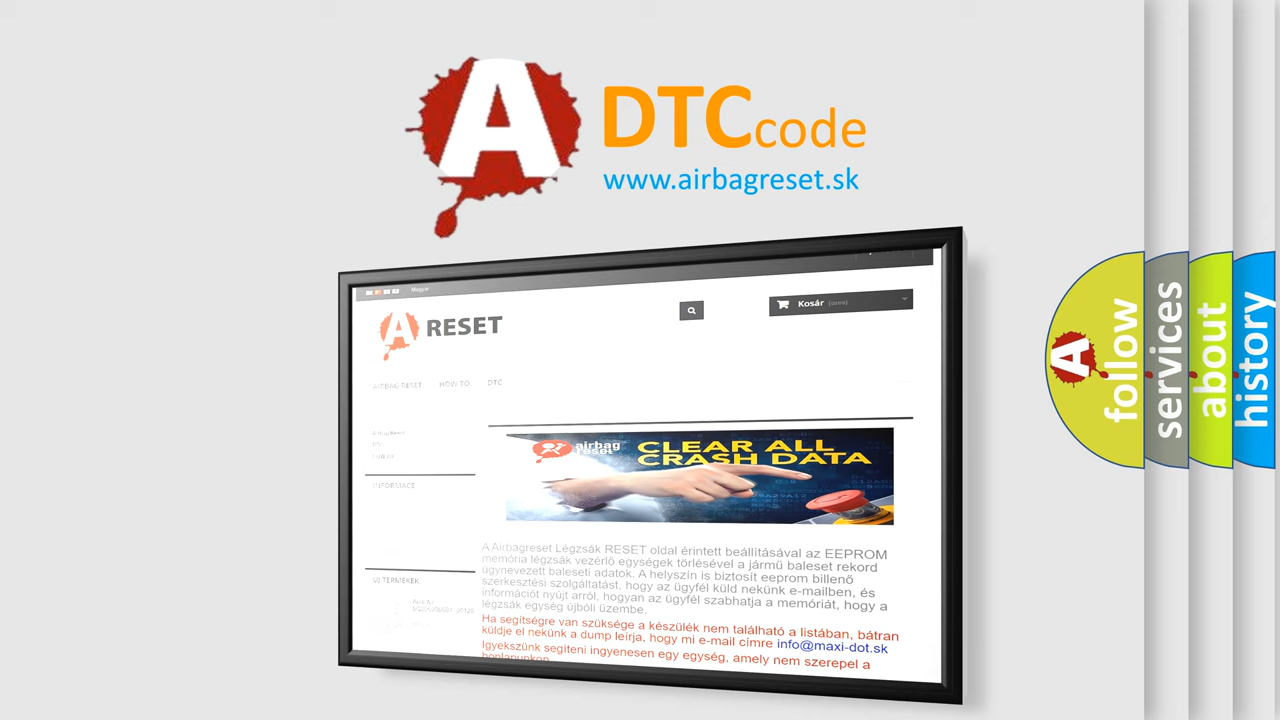 A DTC code
www.airbagreset.sk
Magyar
Kosár (üres)
A RESET
AIRBAG RESET HOW TO DTC
airbag reset
CLEAR ALL
CRASH DATA
INFORMACE
A Airbagreset Légzsák RESET oldal érintett beállításával az EEPROM
memória légzsák vezérlő egységek törlésével a jármű baleset rekord
úgynevezett baleseti adatok. A helyszín is biztosít eeprom billenő
szerkesztési szolgáltatást, hogy az ügyfél küld nekünk e-mailben, és
információt nyújt arról, hogyan az ügyfél szabhatja a memóriát, hogy a
légzsák egység újbóli üzembe.
ÚJ TERMÉKEK
Ha segítségre van szüksége a készülék nem található a listában, bátran
küldje el nekünk a dump leírja, hogy mi e-mail címre info@maxi-dot.sk
Igyekszünk segíteni ingyenesen egy egység, amely nem szerepel a
honlapunkon
A follow
services
about
history